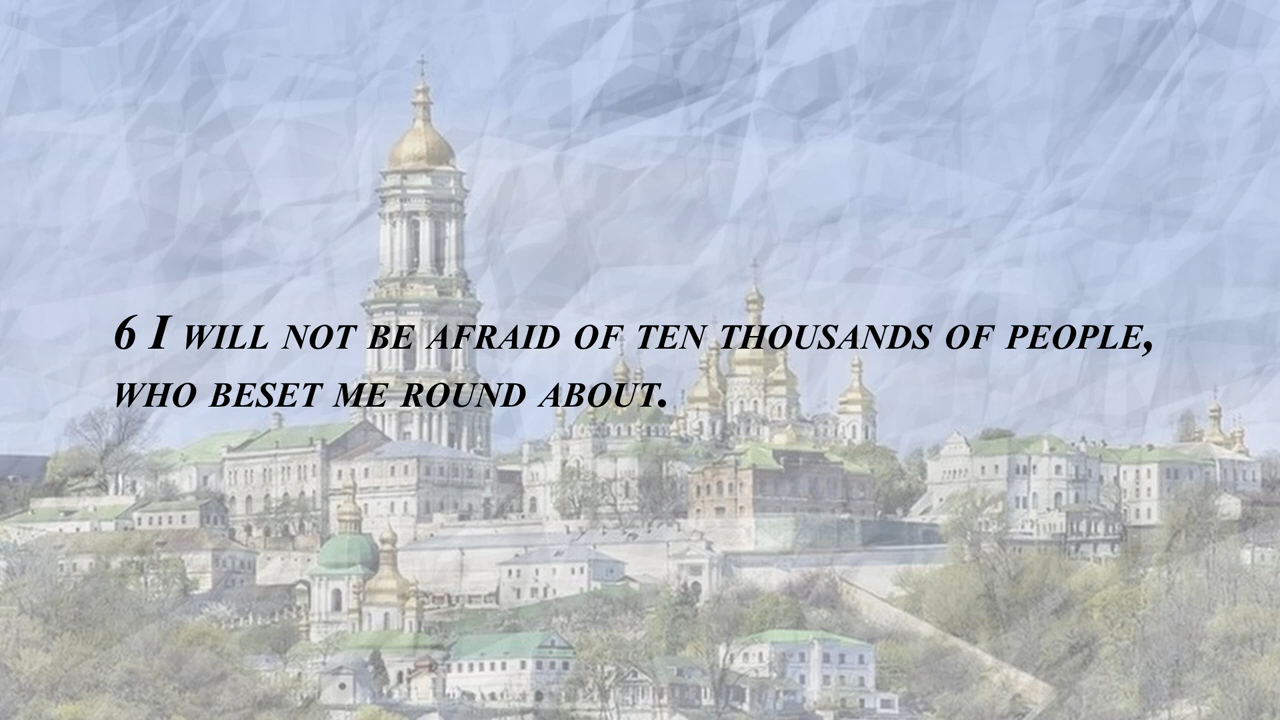 6 I WILL NOT BE AFRAID OF TEN THOUSANDS OF PEOPLE,
WHO BESET ME ROUND ABOUT.